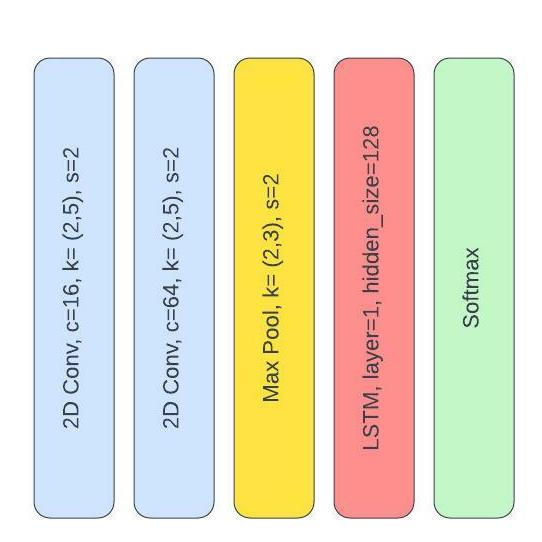 2D Conv, c=16, k= (2,5), s=2
2D Conv, c=64, k= (2,5), s=2
Max Pool, k= (2,3), s=2
LSTM, layer=1, hidden_size=128
Softmax